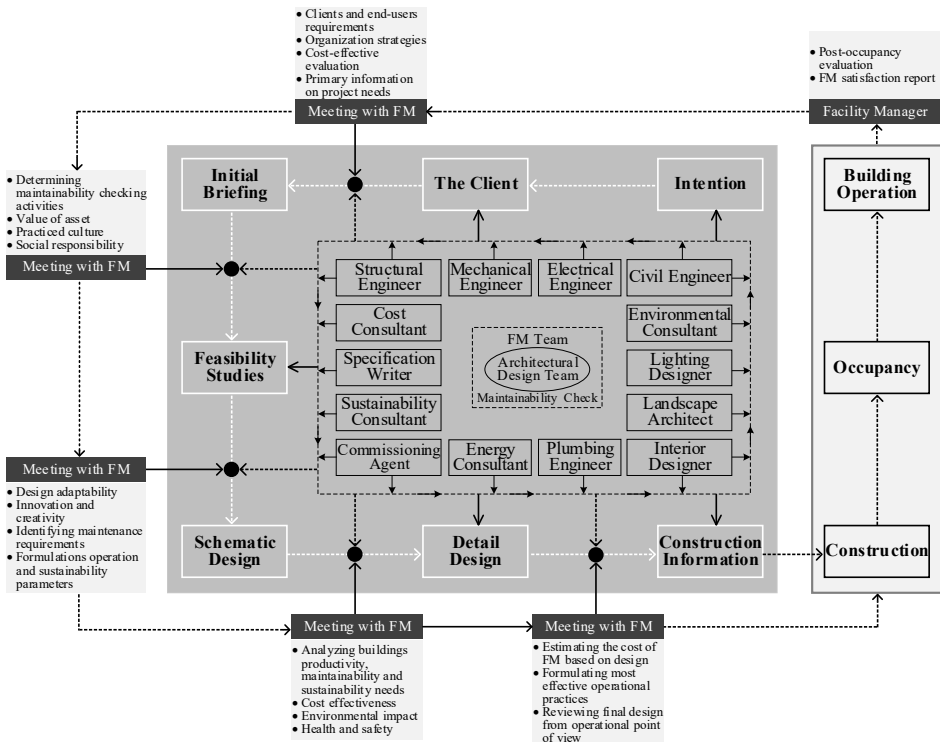 ● Clients and end-users
requirements
● Organization strategies
● Cost-effective
evaluation
● Primary information
on project needs
Meeting with FM
● Post-occupancy
evaluation
● FM satisfaction report
Facility Manager
● Determining
maintainability checking
activities
● Value of asset
● Practiced culture
● Social responsibility
Meeting with FM
Initial
Briefing
The Client
Intention
Building
Operation
Structural
Engineer
Mechanical
Engineer
Electrical
Engineer
Civil Engineer
Cost
Consultant
Environmental
Consultant
Feasibility
Studies
Specification
Writer
FM Team
Architectural
Design Team
Maintainability Check
Lighting
Designer
Occupancy
Sustainability
Consultant
Landscape
Architect
Commissioning
Agent
Energy
Consultant
Plumbing
Engineer
Interior
Designer
Meeting with FM
● Design adaptability
● Innovation and
creativity
● Identifying maintenance
requirements
● Formulations operation
and sustainability
parameters
Schematic
Design
Detail
Design
Construction
Information
Construction
Meeting with FM
● Analyzing buildings
productivity,
maintainability and
sustainability needs
● Cost effectiveness
● Environmental impact
● Health and safety
Meeting with FM
● Estimating the cost of
FM based on design
● Formulating most
effective operational
practices
● Reviewing final design
from operational point
of view